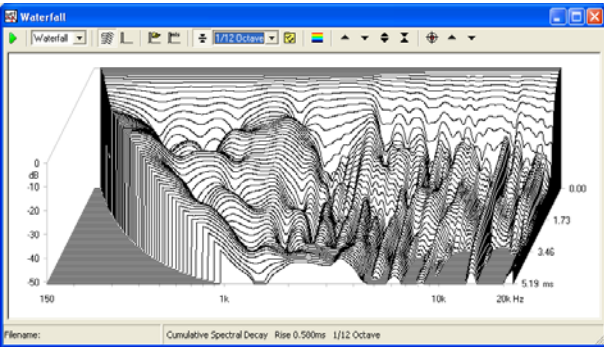 Waterfall
Waterfall 1/12 Octave
0
dB
-10
-20
-30
-40
-50
0.00
1.73
3.46
5.19 ms
150 1k 10k 20k Hz
Filename: Cumulative Spectral Decay Rise 0.580ms 1/12 Octave